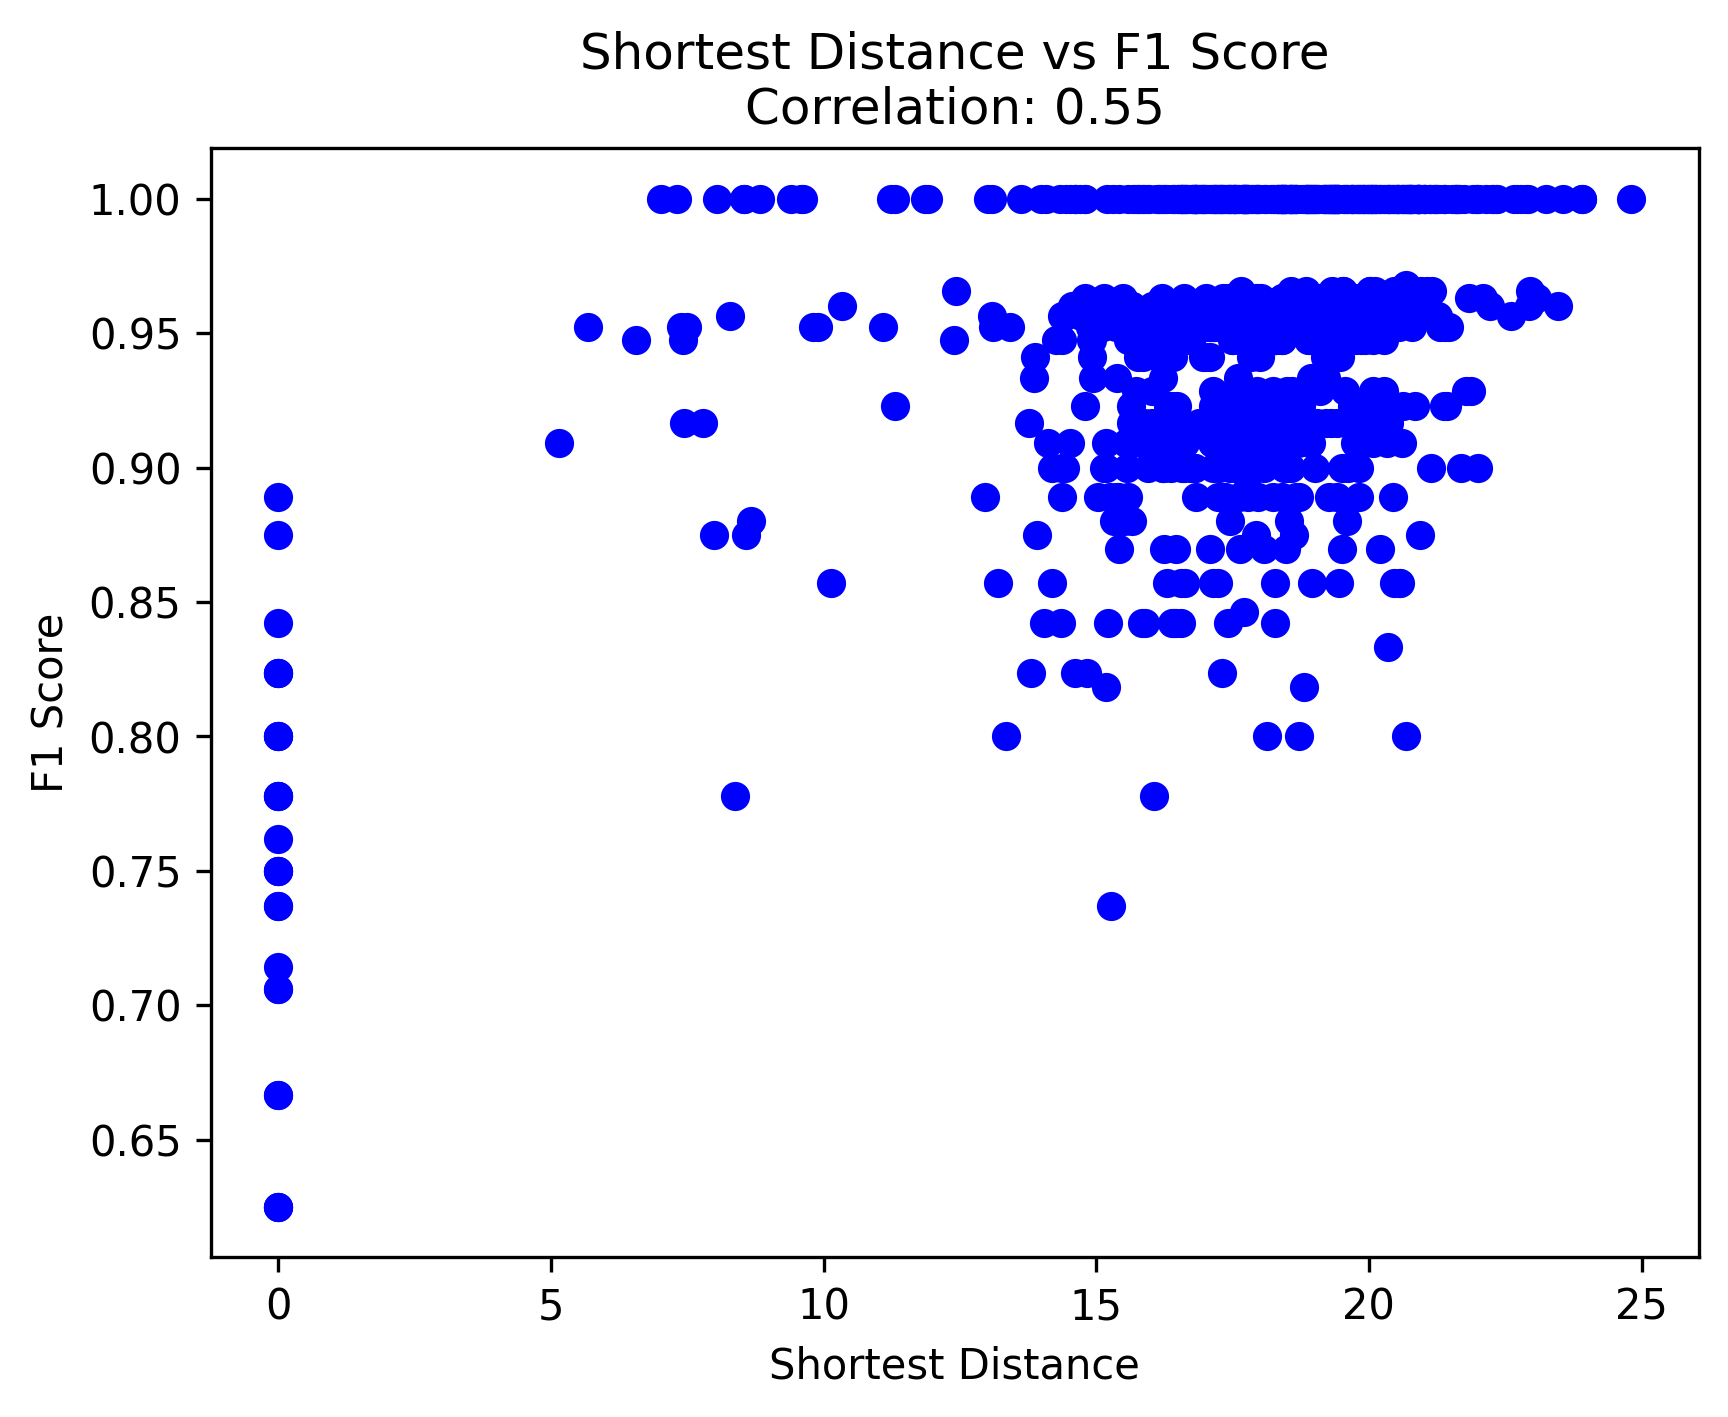 Shortest Distance vs F1 Score
Correlation: 0.55
1.00
0.95
0.90
0.85
0.80
0.75
0.70
0.65
F1 Score
0 5 10 15 20 25
Shortest Distance